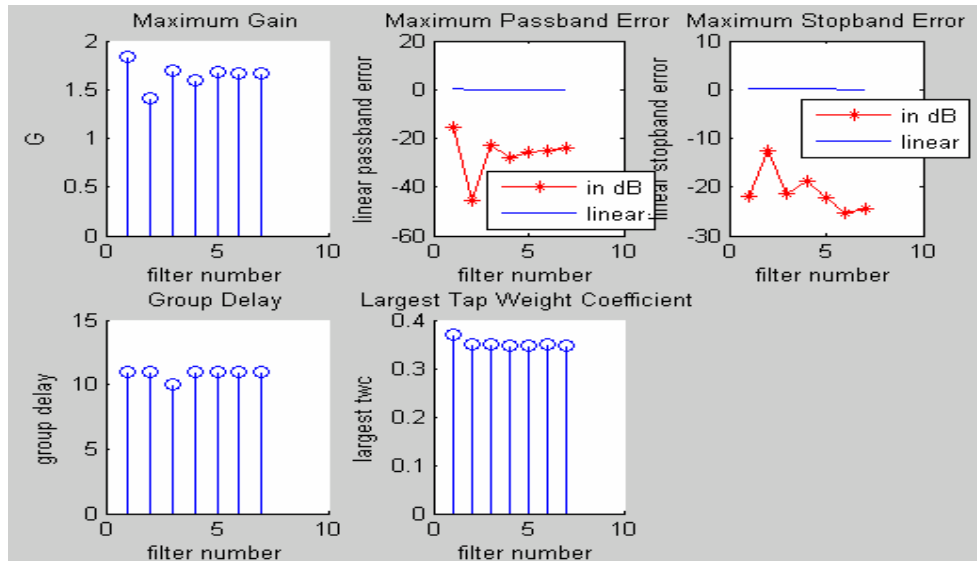 Maximum Gain
2
1.5
1
0.5
0
G
0
5
10
filter number
Maximum Passband Error
20
0
-20
-40
-60
linear passband error
in dB
linear
0
5
10
filter number
Maximum Stopband Error
10
0
-10
-20
-30
linear stopband error
in dB
linear
0
5
10
filter number
Group Delay
15
10
5
0
group delay
0
5
10
filter number
Largest Tap Weight Coefficient
0.4
0.3
0.2
0.1
0
largest twc
0
5
10
filter number